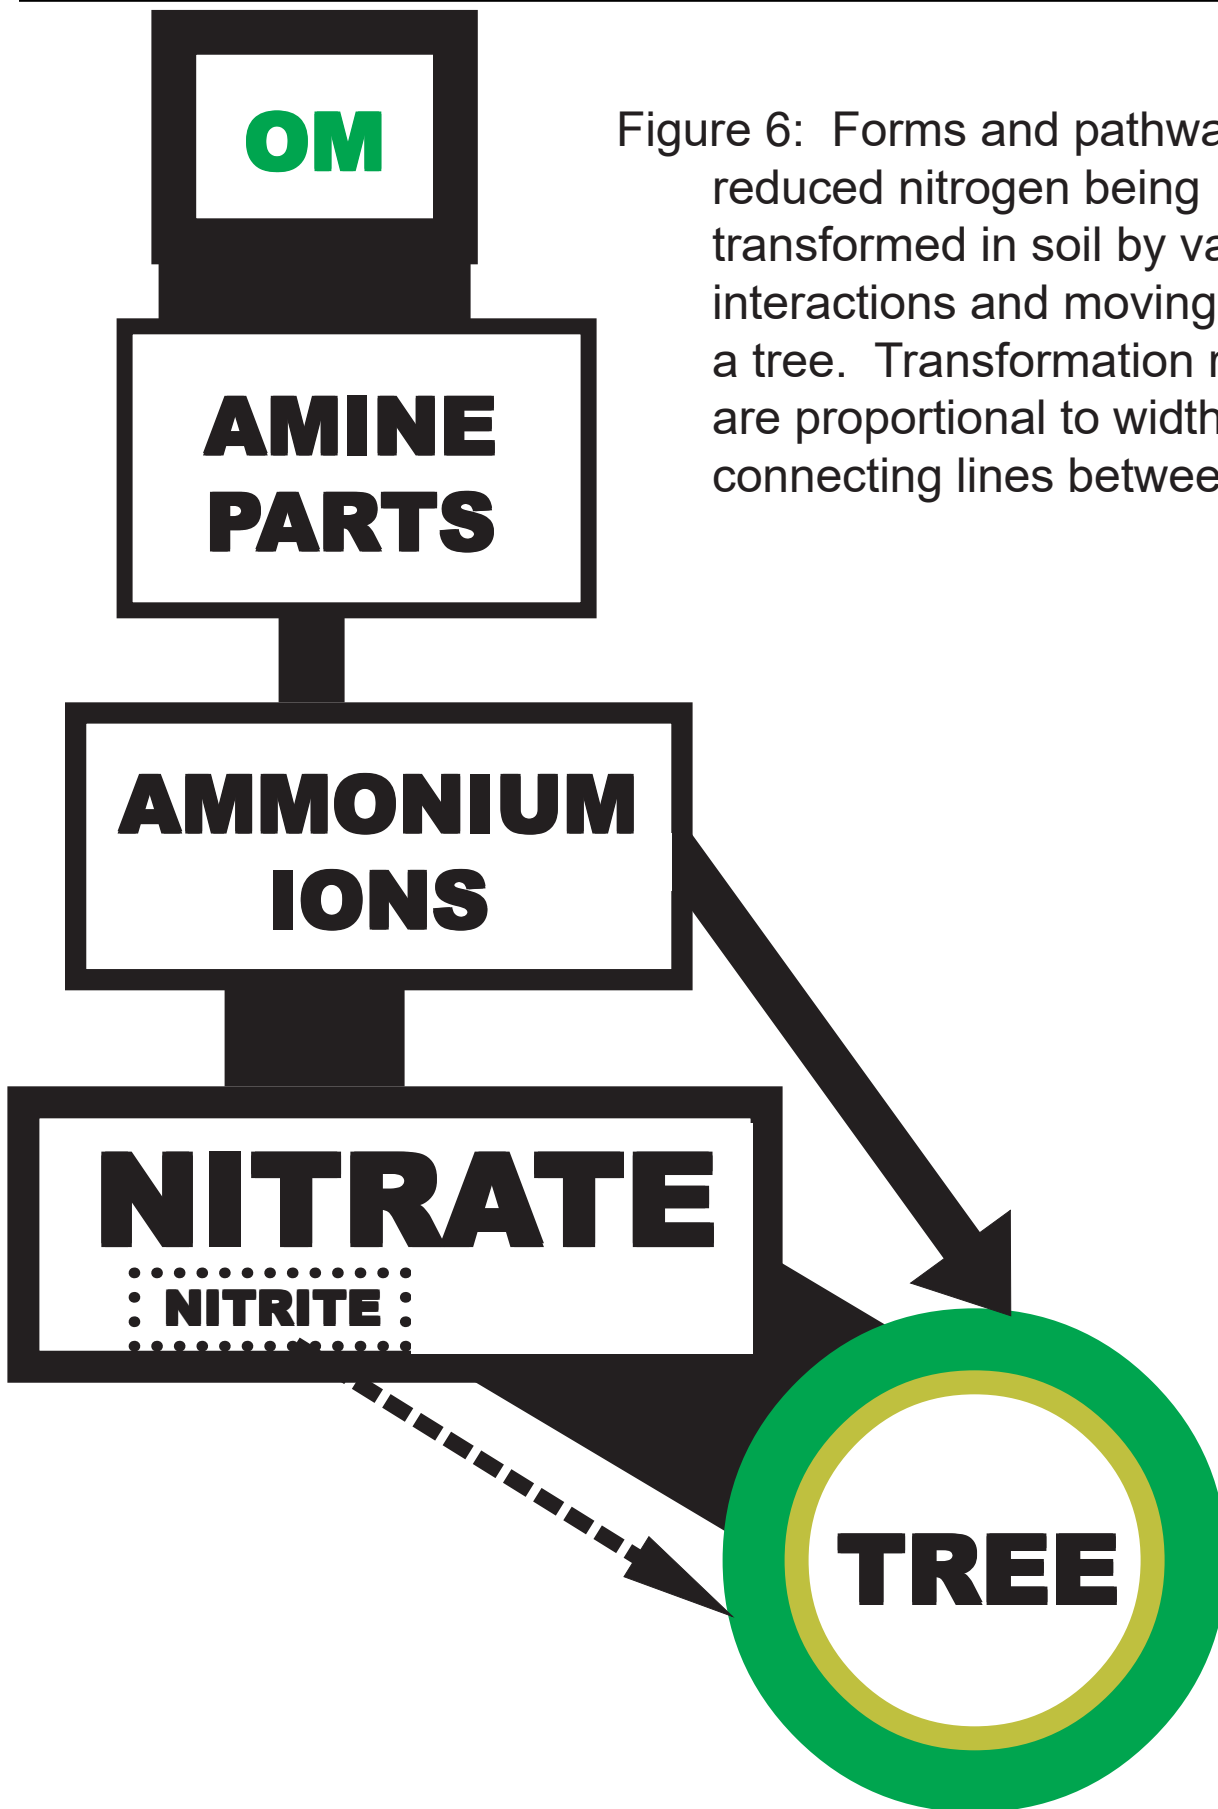 OM
Figure 6: Forms and pathwa
reduced nitrogen being
transformed in soil by va
interactions and moving
a tree. Transformation
are proportional to width
connecting lines betwee
AMINE
PARTS
AMMONIUM
IONS
NITRATE
NITRITE
TREE